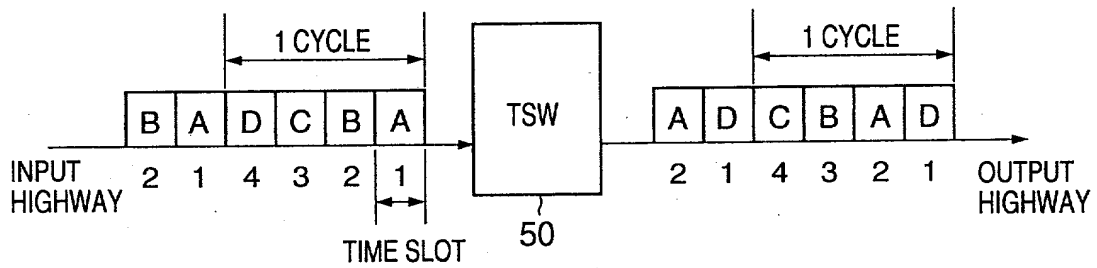 1 CYCLE
1 CYCLE
B A D C B A
TSW
A D C B A D
INPUT
HIGHWAY
2 1 4 3 2 1
2 1 4 3 2 1
OUTPUT
HIGHWAY
50
TIME SLOT